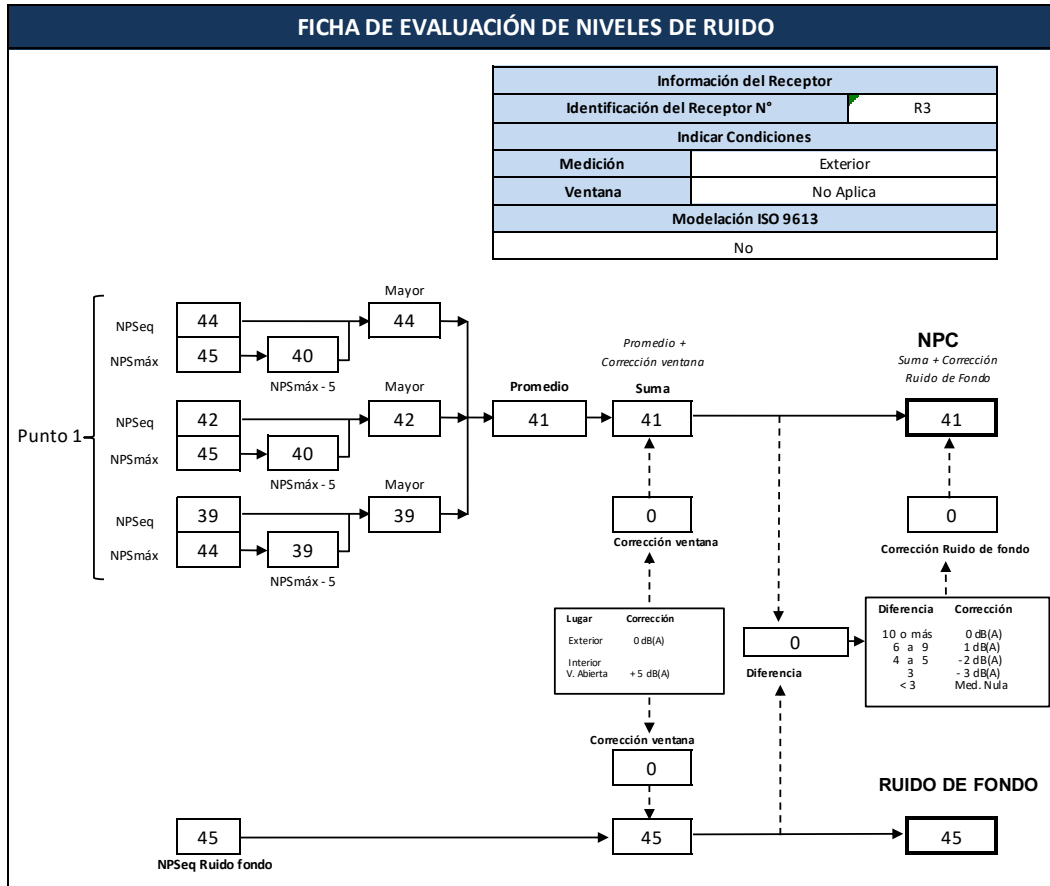 FICHA DE EVALUACIÓN DE NIVELES DE RUIDO
Información del Receptor
Identificación del Receptor N° R3
Indicar Condiciones
Medición Exterior
Ventana No Aplica
Modelación ISO 9613
No
Punto 1
Mayor
NPSeq 44 44
NPSmáx 45 40
NPSmáx - 5
Mayor
NPSeq 42 42
NPSmáx 45 40
NPSmáx - 5
Mayor
NPSeq 39 39
NPSmáx 44 39
NPSmáx - 5
Promedio
41
Promedio +
Corrección ventana
Suma
41
0
Corrección ventana
NPC
Suma + Corrección
Ruido de Fondo
41
0
Corrección Ruido de fondo
Lugar Corrección
Exterior 0 dB(A)
Interior
V. Abierta + 5 dB(A)
0
Diferencia
Diferencia Corrección
10 o más 0 dB(A)
6 a 9 1 dB(A)
4 a 5 -2 dB(A)
3 - 3 dB(A)
< 3 Med. Nula
Corrección ventana
0
RUIDO DE FONDO
45 45 45
NPSeq Ruido fondo